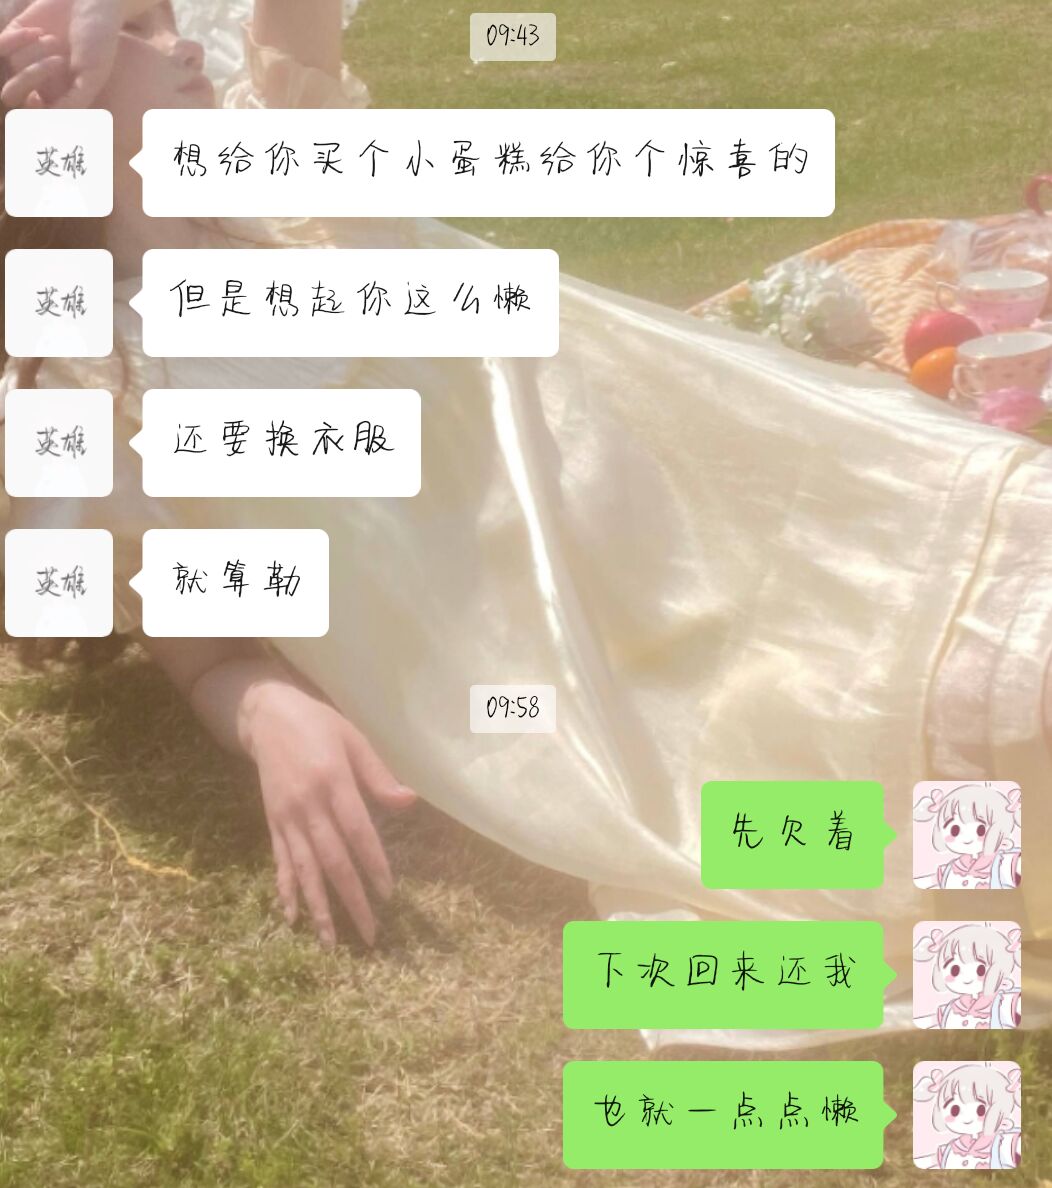 09:43
英雄
想给你买个小蛋糕给你个惊喜的
英雄
但是想起你这么懒
英雄
还要换衣服
英雄
就算勒
09:58
先欠着
下次回来还我
也就一点点懒